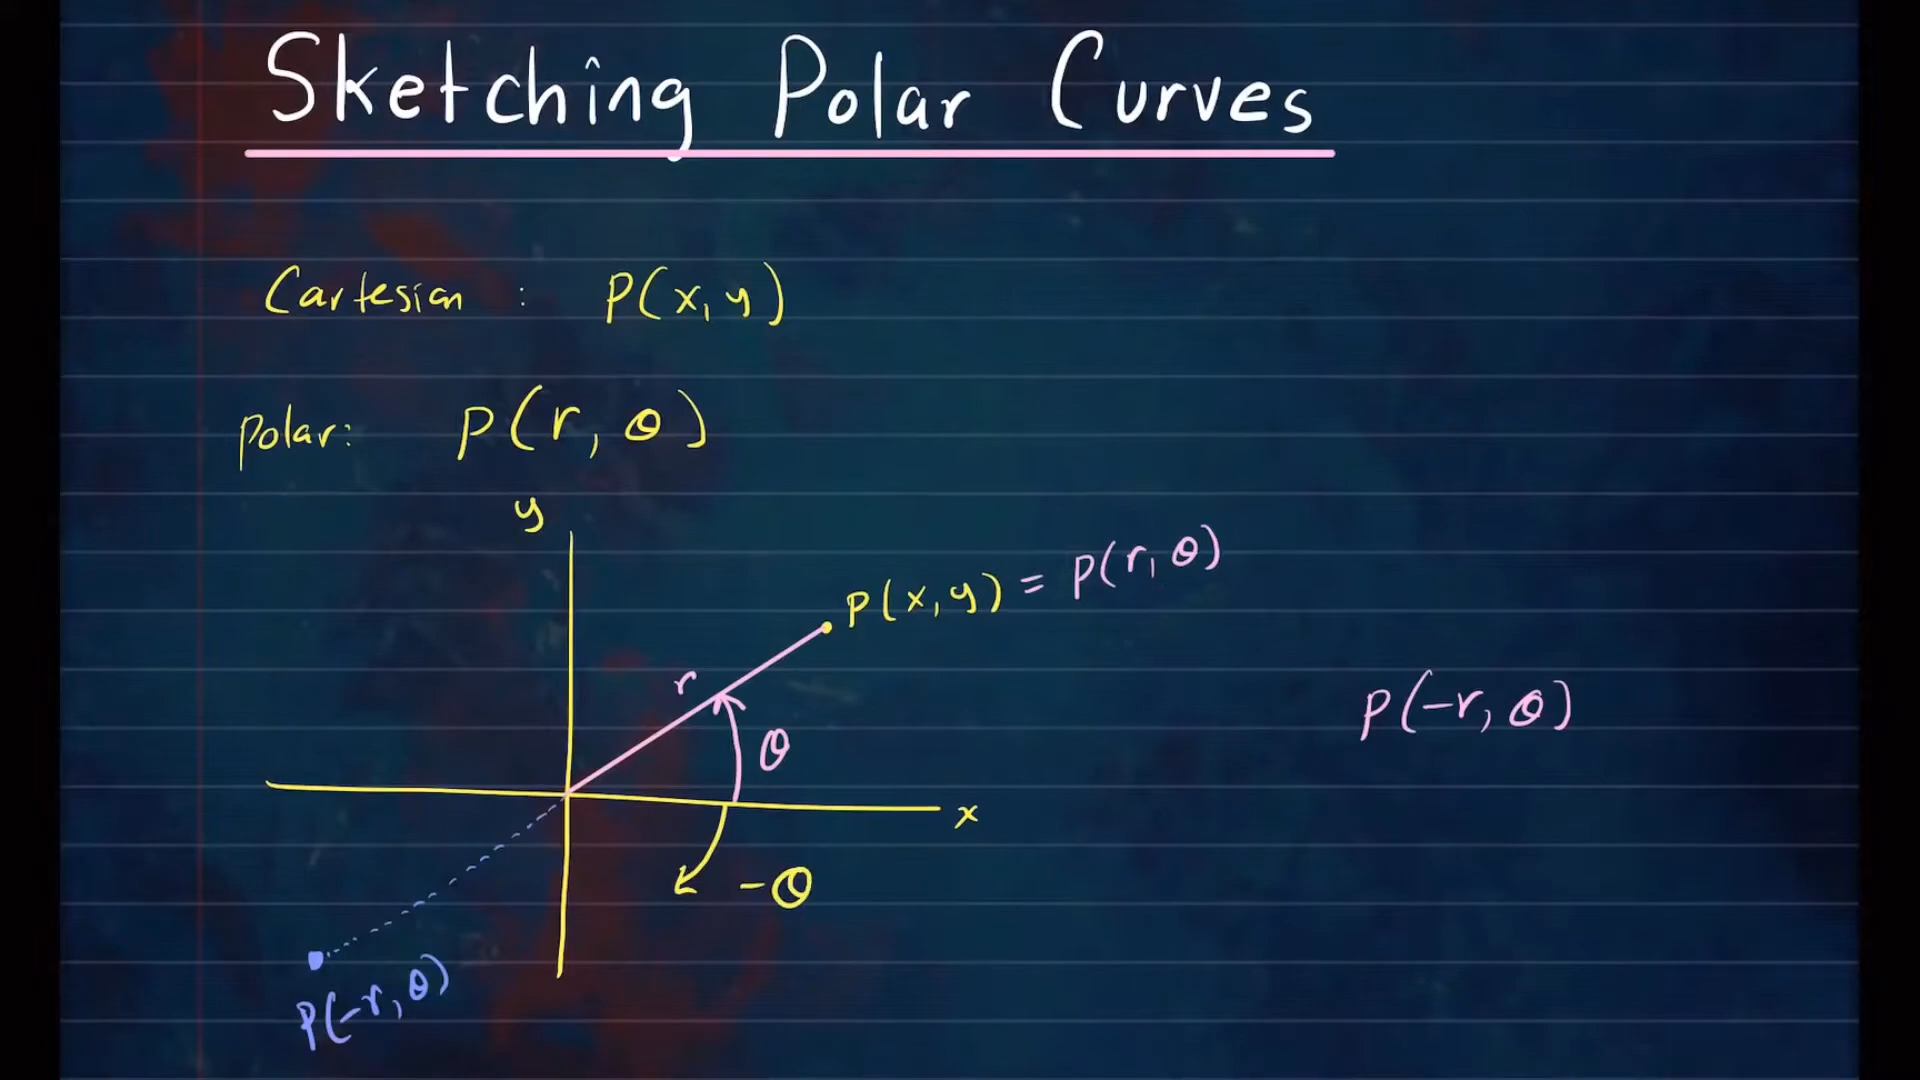 Sketching Polar Curves
Cartesian : P(x, y)
Polar: P(r, θ)
y
P(x, y) = P(r, θ)
r
P(-r, θ)
θ
x
-θ
P(-r, θ)